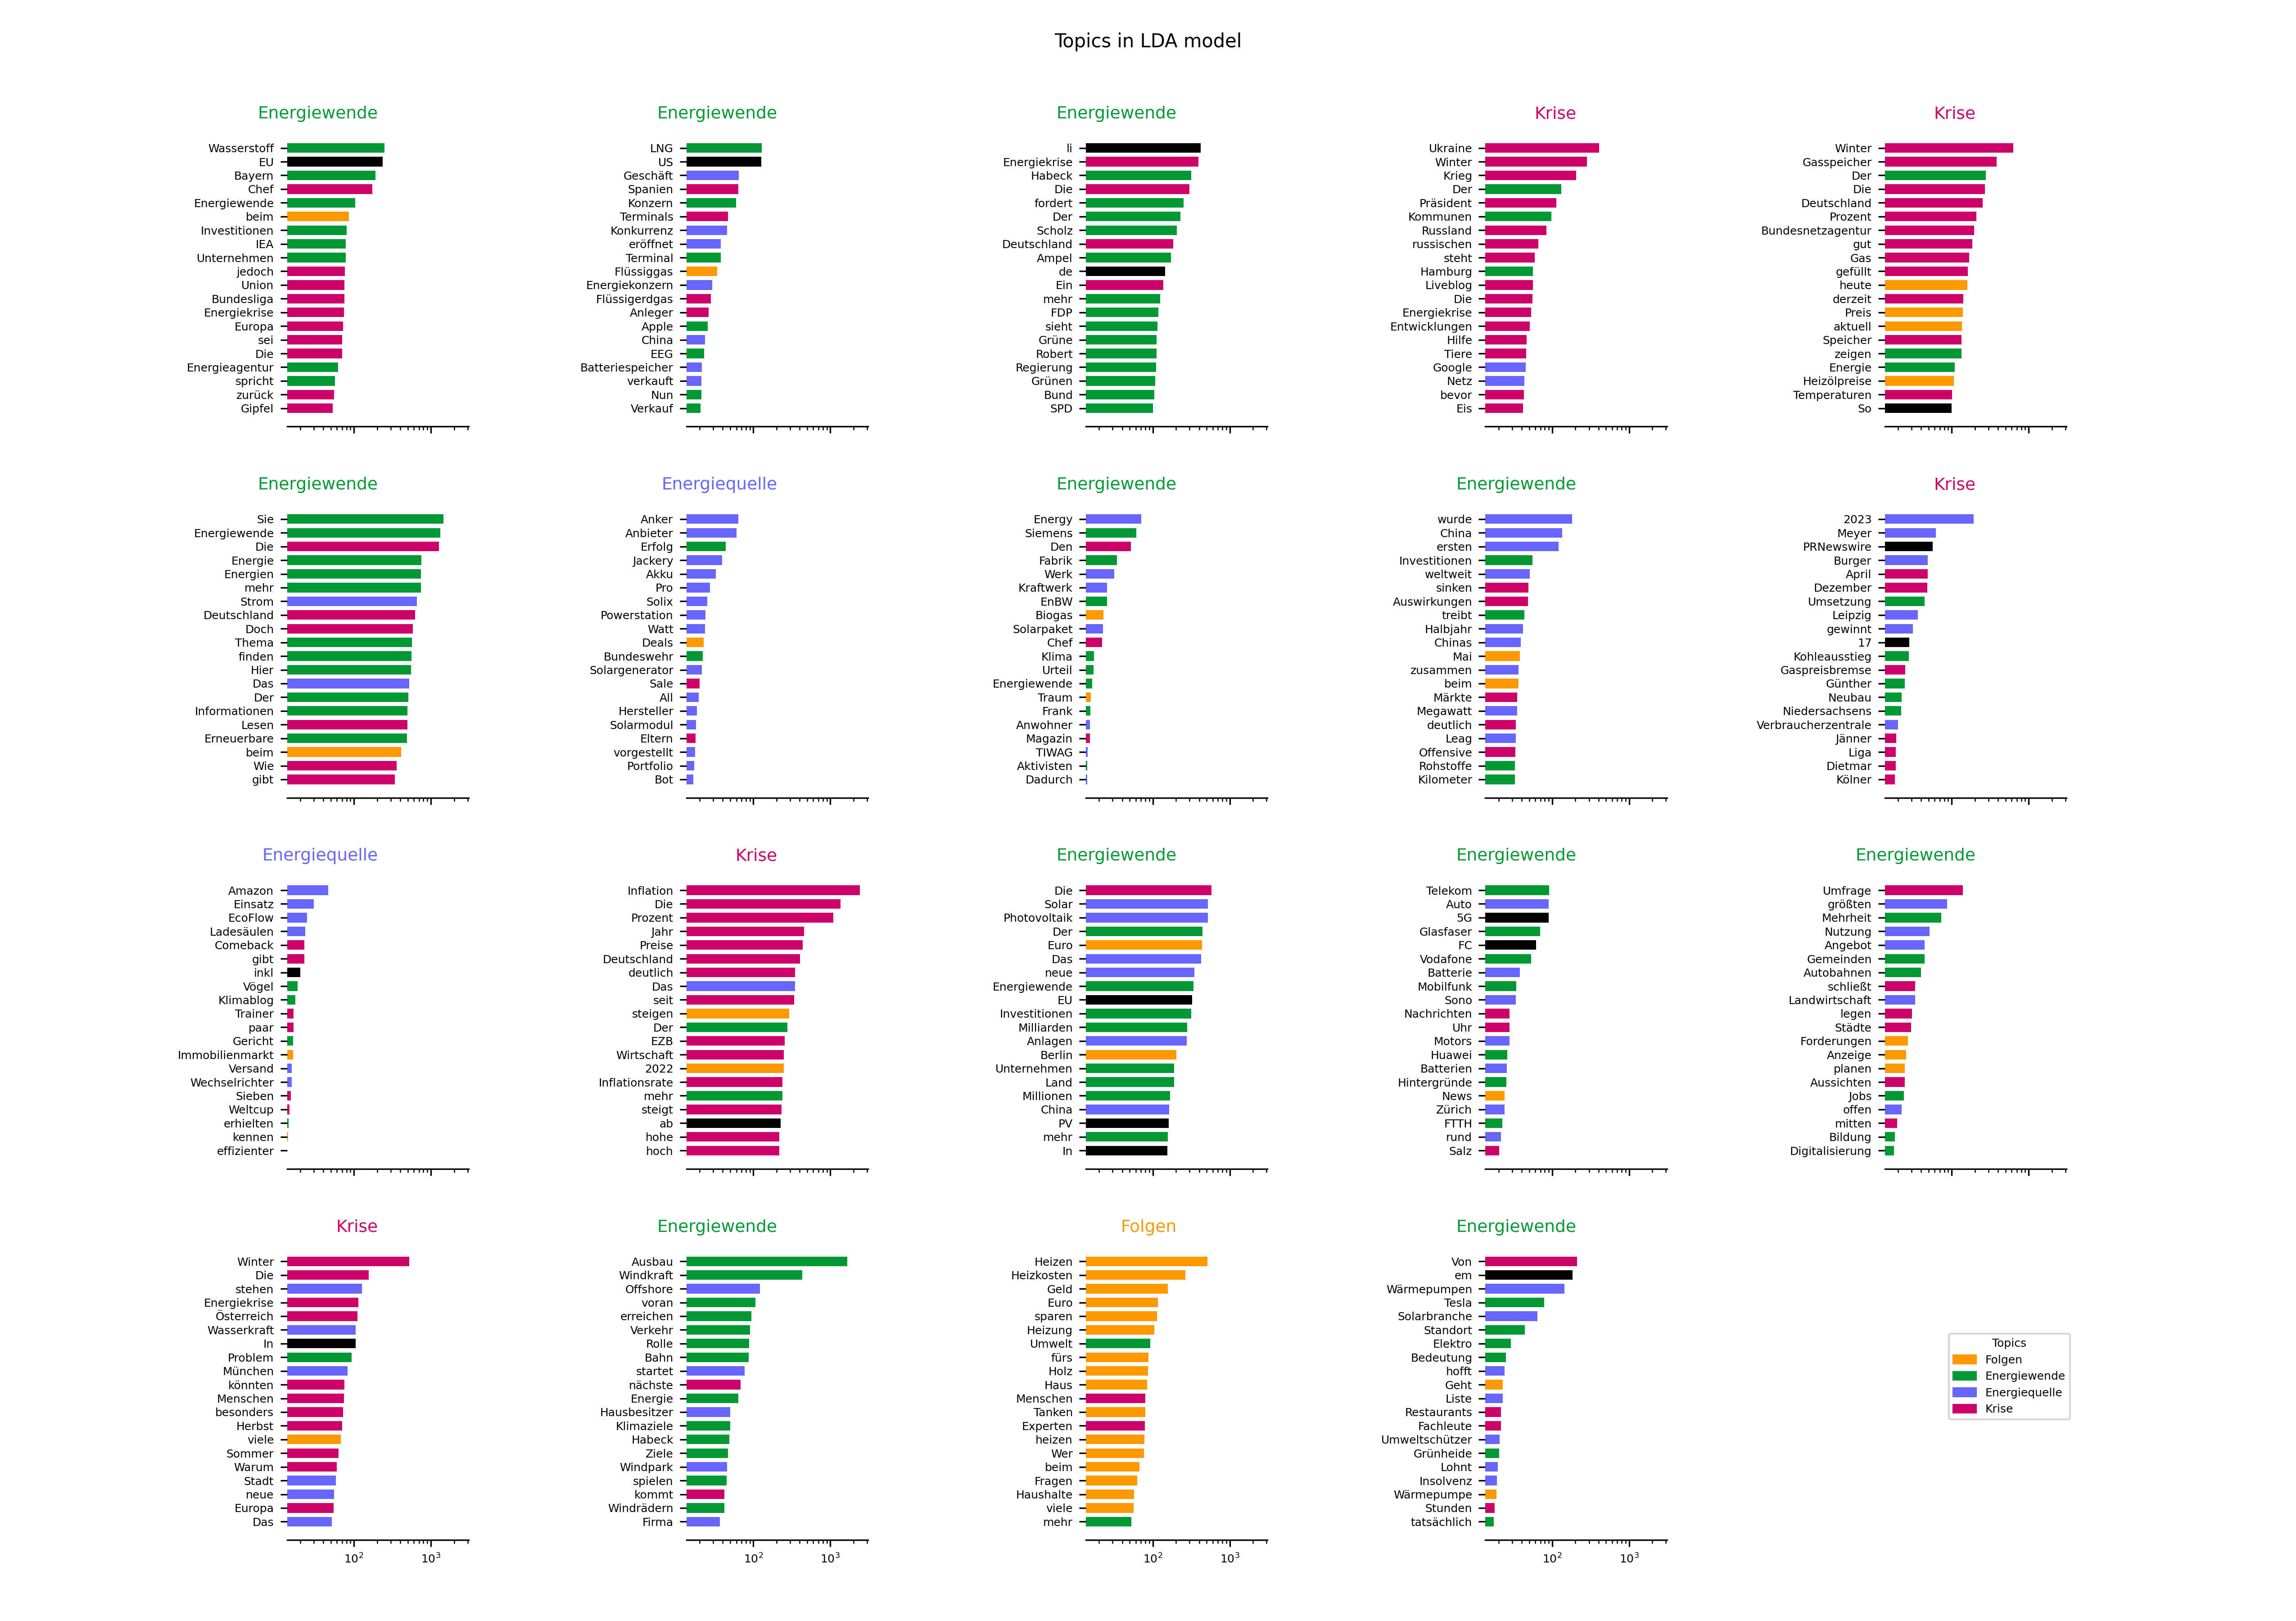 Topics in LDA model
Energiewende
Wasserstoff
EU
Bayern
Chef
Energiewende
beim
Investitionen
IEA
Unternehmen
jedoch
Union
Bundesliga
Energiekrise
Europa
sei
Die
Energieagentur
spricht
zurück
Gipfel
Energiewende
LNG
US
Geschäft
Spanien
Konzern
Terminals
Konkurrenz
eröffnet
Terminal
Flüssiggas
Energiekonzern
Flüssigerdgas
Anleger
Apple
China
EEG
Batteriespeicher
verkauft
Nun
Verkauf
Energiewende
li
Energiekrise
Habeck
Die
fordert
Der
Scholz
Deutschland
Ampel
de
Ein
mehr
FDP
sieht
Grüne
Robert
Regierung
Grünen
Bund
SPD
Krise
Ukraine
Winter
Krieg
Der
Präsident
Kommunen
Russland
russischen
steht
Hamburg
Liveblog
Die
Energiekrise
Entwicklungen
Hilfe
Tiere
Google
Netz
bevor
Eis
Krise
Winter
Gasspeicher
Der
Die
Deutschland
Prozent
Bundesnetzagentur
gut
Gas
gefüllt
heute
derzeit
Preis
aktuell
Speicher
zeigen
Energie
Heizölpreise
Temperaturen
So
Energiewende
Sie
Energiewende
Die
Energie
Energien
mehr
Strom
Deutschland
Doch
Thema
finden
Hier
Das
Der
Informationen
Lesen
Erneuerbare
beim
Wie
gibt
Energiequelle
Anker
Anbieter
Erfolg
Jackery
Akku
Pro
Solix
Powerstation
Watt
Deals
Bundeswehr
Solargenerator
Sale
All
Hersteller
Solarmodul
Eltern
vorgestellt
Portfolio
Bot
Energiewende
Energy
Siemens
Den
Fabrik
Werk
Kraftwerk
EnBW
Biogas
Solarpaket
Chef
Klima
Urteil
Energiewende
Traum
Frank
Anwohner
Magazin
TIWAG
Aktivisten
Dadurch
Energiewende
wurde
China
ersten
Investitionen
weltweit
sinken
Auswirkungen
treibt
Halbjahr
Chinas
Mai
zusammen
beim
Märkte
Megawatt
deutlich
Leag
Offensive
Rohstoffe
Kilometer
Krise
2023
Meyer
PRNewswire
Burger
April
Dezember
Umsetzung
Leipzig
gewinnt
17
Kohleausstieg
Gaspreisbremse
Günther
Neubau
Niedersachsens
Verbraucherzentrale
Jänner
Liga
Dietmar
Kölner
Energiequelle
Amazon
Einsatz
EcoFlow
Ladesäulen
Comeback
gibt
inkl
Vögel
Klimablog
Trainer
paar
Gericht
Immobilienmarkt
Versand
Wechselrichter
Sieben
Weltcup
erhielten
kennen
effizienter
Krise
Inflation
Die
Prozent
Jahr
Preise
Deutschland
deutlich
Das
seit
steigen
Der
EZB
Wirtschaft
2022
Inflationsrate
mehr
steigt
ab
hohe
hoch
Energiewende
Die
Solar
Photovoltaik
Der
Euro
Das
neue
Energiewende
EU
Investitionen
Milliarden
Anlagen
Berlin
Unternehmen
Land
Millionen
China
PV
mehr
In
Energiewende
Telekom
Auto
5G
Glasfaser
FC
Vodafone
Batterie
Mobilfunk
Sono
Nachrichten
Uhr
Motors
Huawei
Batterien
Hintergründe
News
Zürich
FTTH
rund
Salz
Energiewende
Umfrage
größten
Mehrheit
Nutzung
Angebot
Gemeinden
Autobahnen
schließt
Landwirtschaft
legen
Städte
Forderungen
Anzeige
planen
Aussichten
Jobs
offen
mitten
Bildung
Digitalisierung
Krise
Winter
Die
stehen
Energiekrise
Österreich
Wasserkraft
In
Problem
München
könnten
Menschen
besonders
Herbst
viele
Sommer
Warum
Stadt
neue
Europa
Das
10² 10³
Energiewende
Ausbau
Windkraft
Offshore
voran
erreichen
Verkehr
Rolle
Bahn
startet
nächste
Energie
Hausbesitzer
Klimaziele
Habeck
Ziele
Windpark
spielen
kommt
Windrädern
Firma
10² 10³
Folgen
Heizen
Heizkosten
Geld
Euro
sparen
Heizung
Umwelt
fürs
Holz
Haus
Menschen
Tanken
Experten
heizen
Wer
beim
Fragen
Haushalte
viele
mehr
10² 10³
Energiewende
Von
em
Wärmepumpen
Tesla
Solarbranche
Standort
Elektro
Bedeutung
hofft
Geht
Liste
Restaurants
Fachleute
Umweltschützer
Grünheide
Lohnt
Insolvenz
Wärmepumpe
Stunden
tatsächlich
10² 10³
Topics
Folgen
Energiewende
Energiequelle
Krise